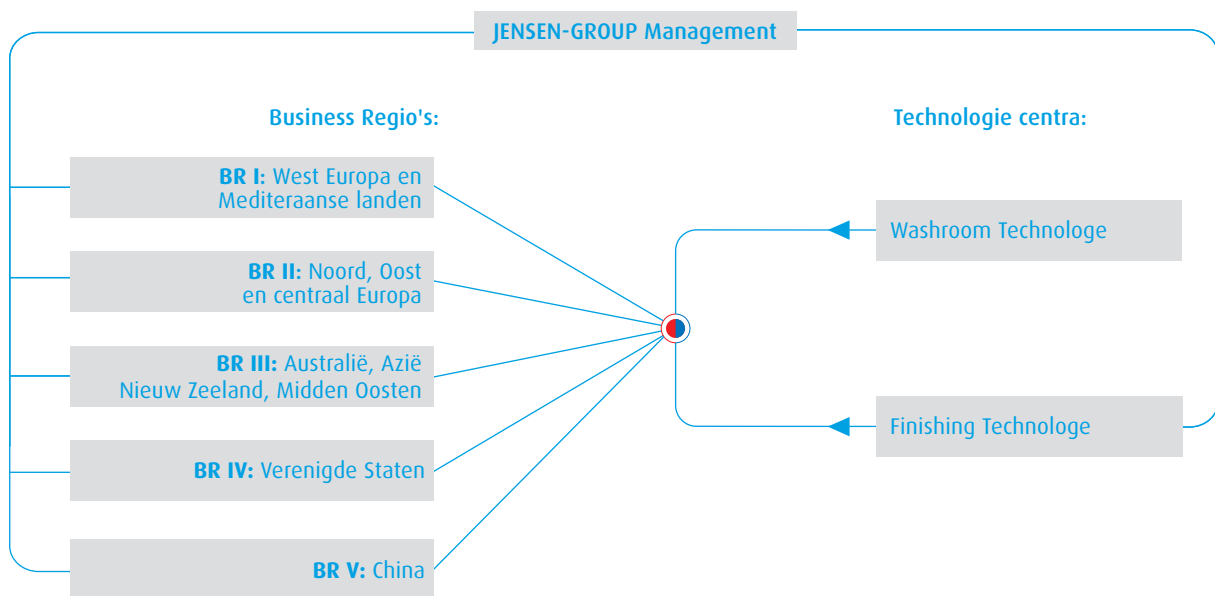 JENSEN-GROUP Management
Business Regio's:
BR I: West Europa en
Mediteraanse landen
BR II: Noord, Oost
en centraal Europa
BR III: Australië, Azië
Nieuw Zeeland, Midden Oosten
BR IV: Verenigde Staten
BR V: China
Technologie centra:
Washroom Technologe
Finishing Technologe